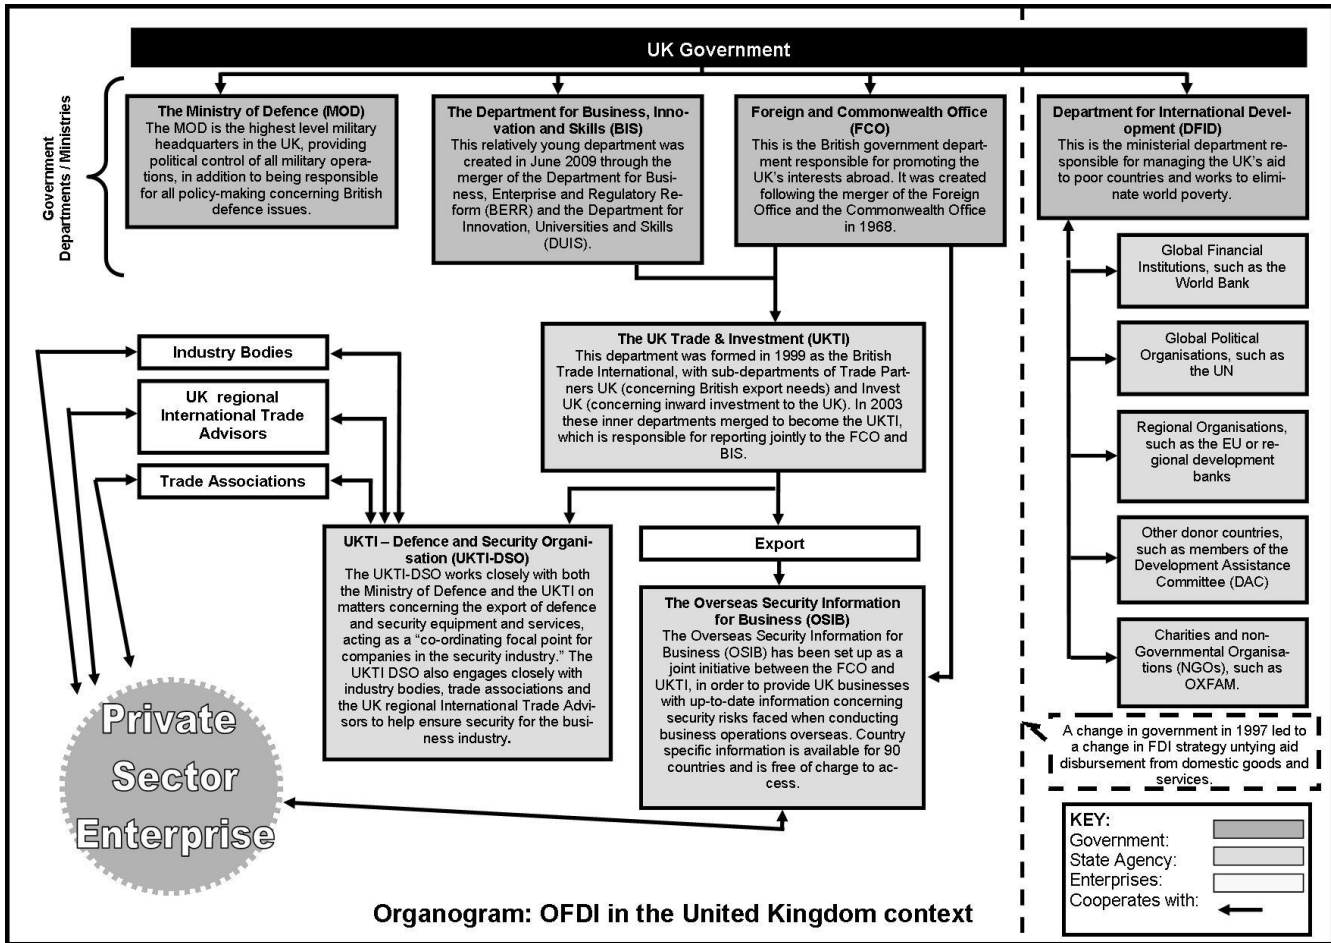 UK Government
Government
Departments / Ministries
The Ministry of Defence (MOD)
The MOD is the highest level military
headquarters in the UK, providing
political control of all military opera-
tions, in addition to being responsible
for all policy-making concerning British
defence issues.
The Department for Business, Inno-
vation and Skills (BIS)
This relatively young department was
created in June 2009 through the
merger of the Department for Busi-
ness, Enterprise and Regulatory Re-
form (BERR) and the Department for
Innovation, Universities and Skills
(DUIS).
Foreign and Commonwealth Office
(FCO)
This is the British government depart-
ment responsible for promoting the
UK's interests abroad. It was created
following the merger of the Foreign
Office and the Commonwealth Office
in 1968.
Department for International Devel-
opment (DFID)
This is the ministerial department re-
sponsible for managing the UK's aid
to poor countries and works to elimi-
nate world poverty.
Global Financial
Institutions, such as the
World Bank
Global Political
Organisations, such as
the UN
Regional Organisations,
such as the EU or re-
gional development
banks
Other donor countries,
such as members of the
Development Assistance
Committee (DAC)
Charities and non-
Governmental Organisa-
tions (NGOs), such as
OXFAM.
The UK Trade & Investment (UKTI)
This department was formed in 1999 as the British
Trade International, with sub-departments of Trade Part-
ners UK (concerning British export needs) and Invest
UK (concerning inward investment to the UK). In 2003
these inner departments merged to become the UKTI,
which is responsible for reporting jointly to the FCO and
BIS.
Industry Bodies
UK regional
International Trade
Advisors
Trade Associations
UKTI – Defence and Security Organi-
sation (UKTI-DSO)
The UKTI-DSO works closely with both
the Ministry of Defence and the UKTI on
matters concerning the export of defence
and security equipment and services,
acting as a “co-ordinating focal point for
companies in the security industry.” The
UKTI DSO also engages closely with
industry bodies, trade associations and
the UK regional International Trade Advi-
sors to help ensure security for the busi-
ness industry.
Export
The Overseas Security Information
for Business (OSIB)
The Overseas Security Information for
Business (OSIB) has been set up as a
joint initiative between the FCO and
UKTI, in order to provide UK businesses
with up-to-date information concerning
security risks faced when conducting
business operations overseas. Country
specific information is available for 90
countries and is free of charge to ac-
cess.
Private
Sector
Enterprise
A change in government in 1997 led to
a change in FDI strategy untying aid
disbursement from domestic goods and
services.
KEY:
Government:
State Agency:
Enterprises:
Cooperates with:
Organogram: OFDI in the United Kingdom context